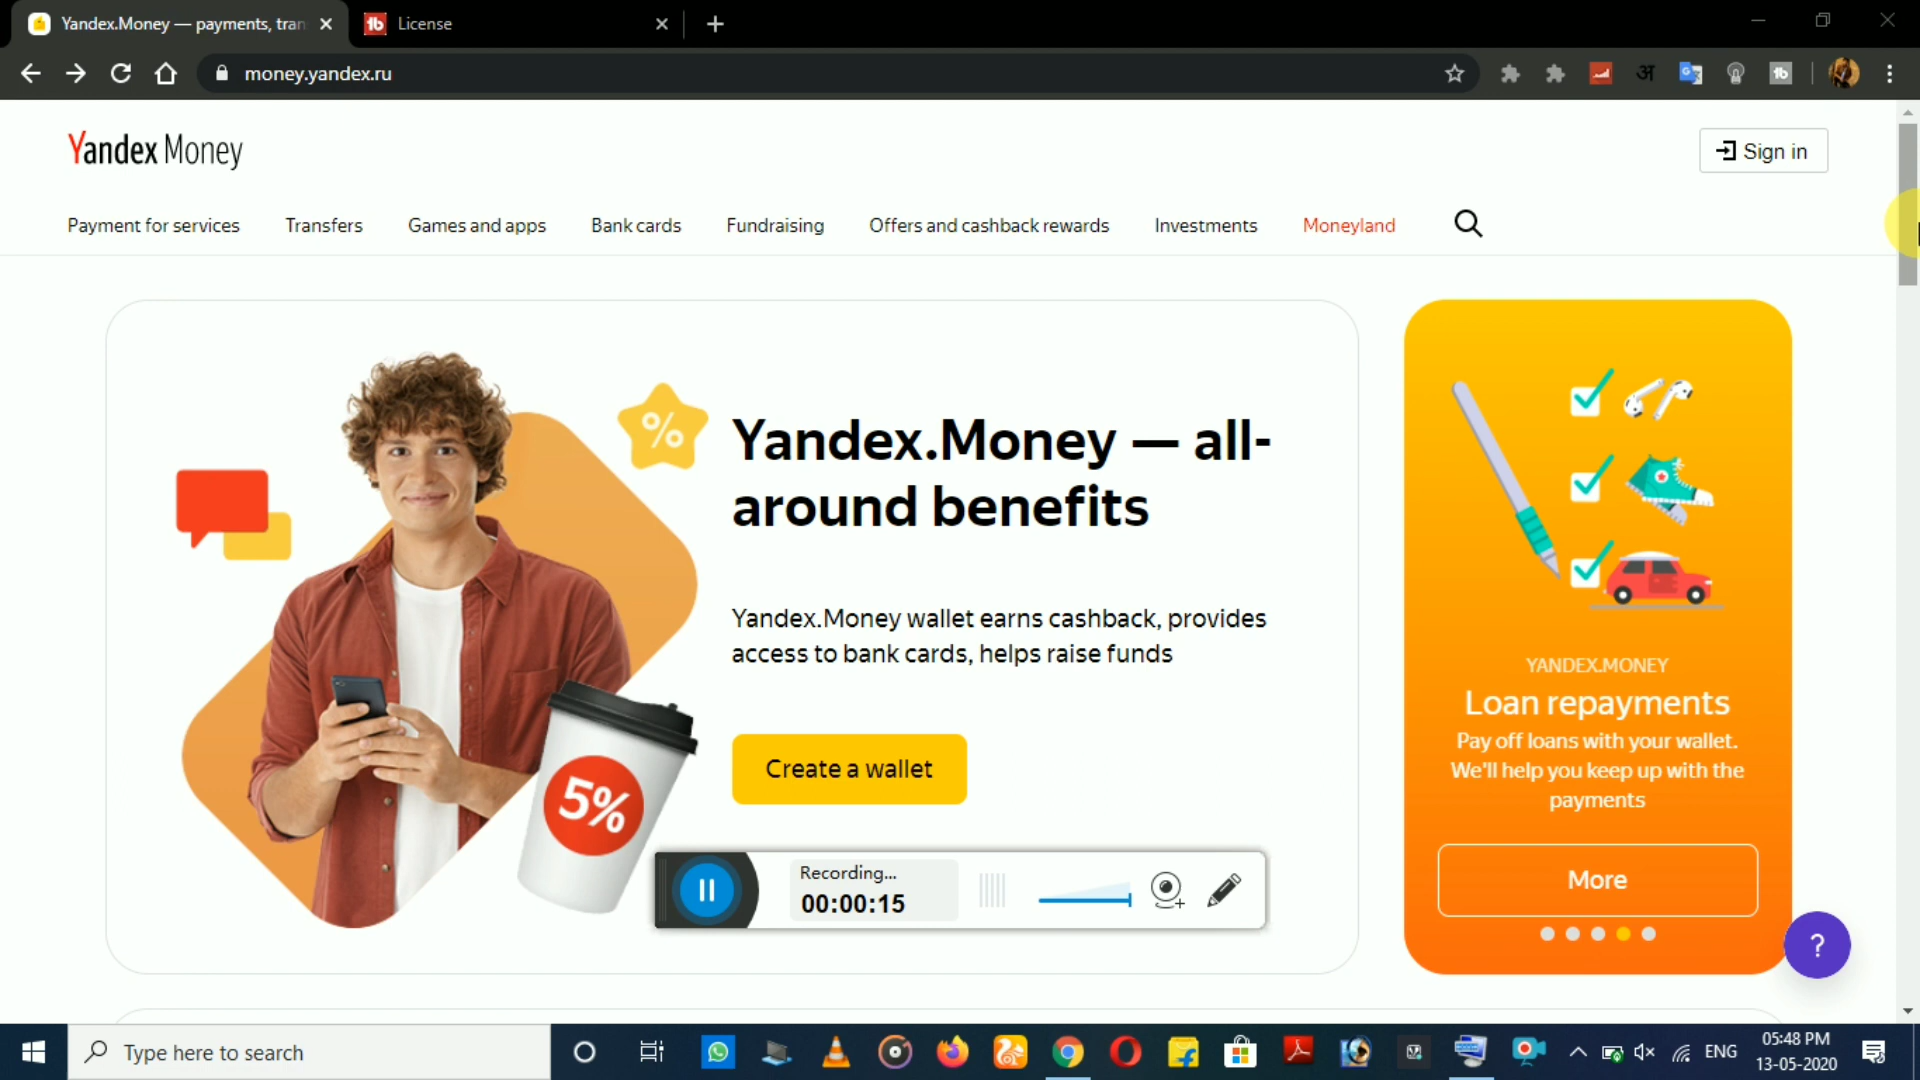 Yandex.Money — payments, tran
License
money.yandex.ru
Yandex Money
Sign in
Payment for services
Transfers
Games and apps
Bank cards
Fundraising
Offers and cashback rewards
Investments
Moneyland
%
Yandex.Money — all-
around benefits
Yandex.Money wallet earns cashback, provides
access to bank cards, helps raise funds
Create a wallet
5%
YANDEX.MONEY
Loan repayments
Pay off loans with your wallet.
We'll help you keep up with the
payments
More
?
Recording...
00:00:15
Type here to search
ENG
05:48 PM
13-05-2020